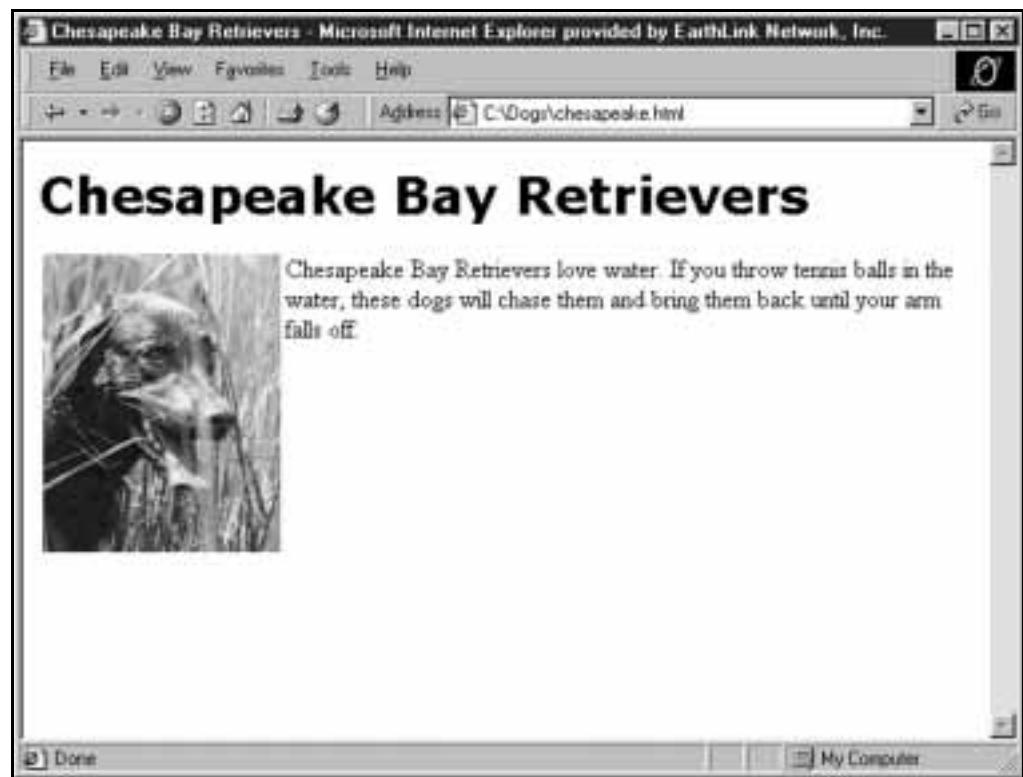 Chesapeake Bay Retrievers - Microsoft Internet Explorer provided by EarthLink Network, Inc.
File Edit View Favorites Tools Help
Address C:\Dogs\chesapeake.html Go
Chesapeake Bay Retrievers
Chesapeake Bay Retrievers love water. If you throw tennis balls in the
water, these dogs will chase them and bring them back until your arm
falls off.
Done My Computer